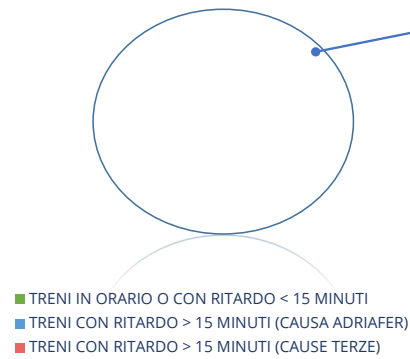 TRENI IN ORARIO O CON RITARDO < 15 MINUTI
TRENI CON RITARDO > 15 MINUTI (CAUSA ADRIAFER)
TRENI CON RITARDO > 15 MINUTI (CAUSE TERZE)